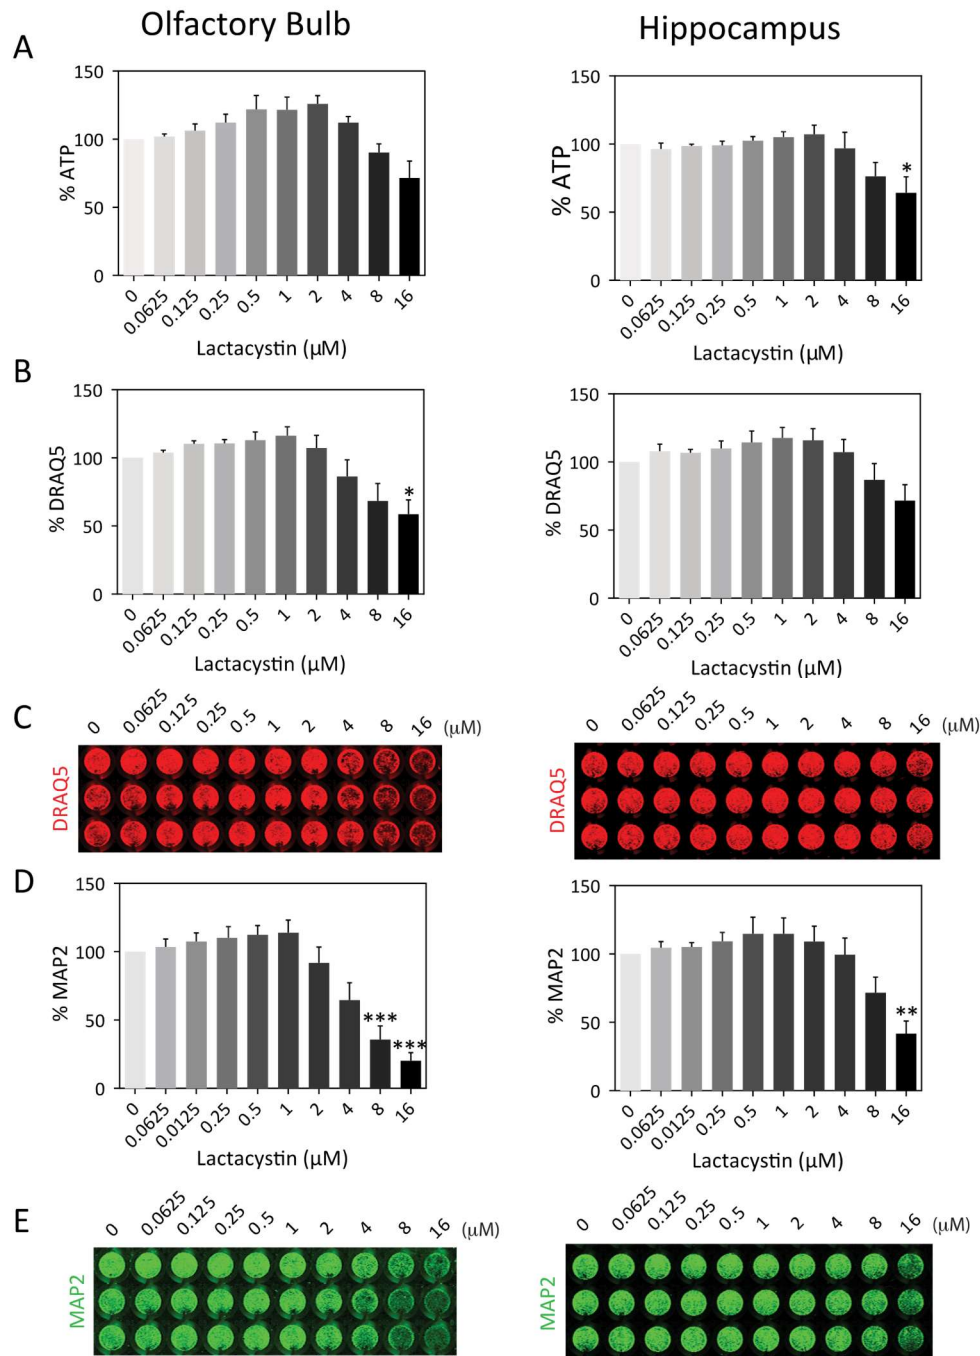 Olfactory Bulb
Hippocampus
A
150
100
50
0
% ATP
0 0.0625 0.125 0.25 0.5 1 2 4 8 16
Lactacystin (μM)
150
100
50
0
% ATP
*
0 0.0625 0.125 0.25 0.5 1 2 4 8 16
Lactacystin (μM)
B
150
100
50
0
% DRAQ5
*
0 0.0625 0.125 0.25 0.5 1 2 4 8 16
Lactacystin (μM)
150
100
50
0
% DRAQ5
0 0.0625 0.125 0.25 0.5 1 2 4 8 16
Lactacystin (μM)
C
0 0.0625 0.125 0.25 0.5 1 2 4 8 16 (μM)
DRAQ5
0 0.0625 0.125 0.25 0.5 1 2 4 8 16 (μM)
DRAQ5
D
150
100
50
0
% MAP2
***
***
0 0.0625 0.0125 0.25 0.5 1 2 4 8 16
Lactacystin (μM)
150
100
50
0
% MAP2
**
0 0.0625 0.0125 0.25 0.5 1 2 4 8 16
Lactacystin (μM)
E
0 0.0625 0.125 0.25 0.5 1 2 4 8 16 (μM)
MAP2
0 0.0625 0.125 0.25 0.5 1 2 4 8 16 (μM)
MAP2